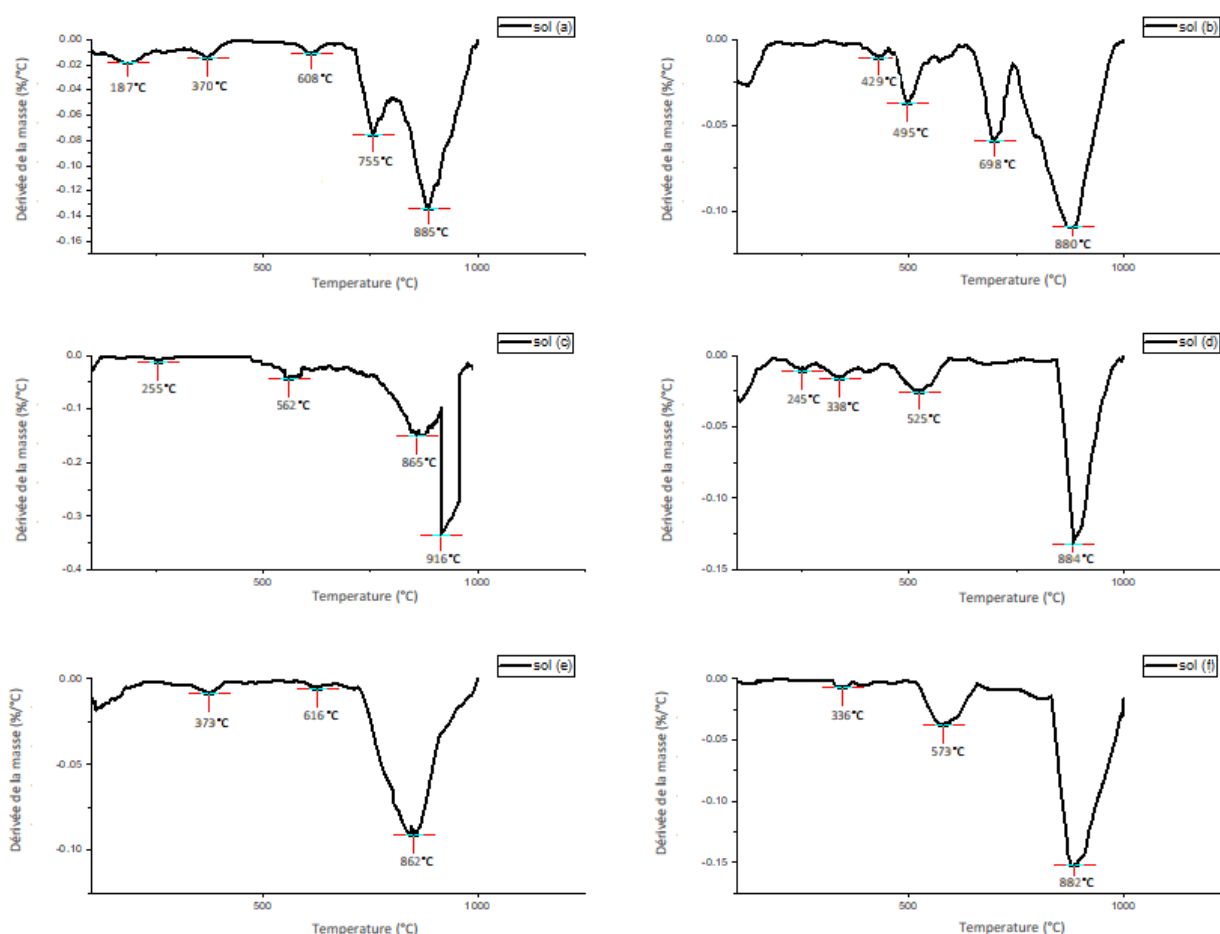 sol (a)
Dérivée de la masse (%/°C)
0.00
-0.02
-0.04
-0.06
-0.08
-0.10
-0.12
-0.14
-0.16
187°C
370°C
608°C
755°C
885°C
500
1000
Temperature (°C)
sol (b)
Dérivée de la masse (%/°C)
0.00
-0.05
-0.10
429°C
495°C
698°C
880°C
500
1000
Temperature (°C)
sol (c)
Dérivée de la masse (%/°C)
0.0
-0.1
-0.2
-0.3
-0.4
255°C
562°C
865°C
916°C
500
1000
Temperature (°C)
sol (d)
Dérivée de la masse (%/°C)
0.00
-0.05
-0.10
-0.15
245°C
338°C
525°C
884°C
500
1000
Temperature (°C)
sol (e)
Dérivée de la masse (%/°C)
0.00
-0.05
-0.10
373°C
616°C
862°C
500
1000
Temperature (°C)
sol (f)
Dérivée de la masse (%/°C)
0.00
-0.05
-0.10
-0.15
336°C
573°C
882°C
500
1000
Temperature (°C)